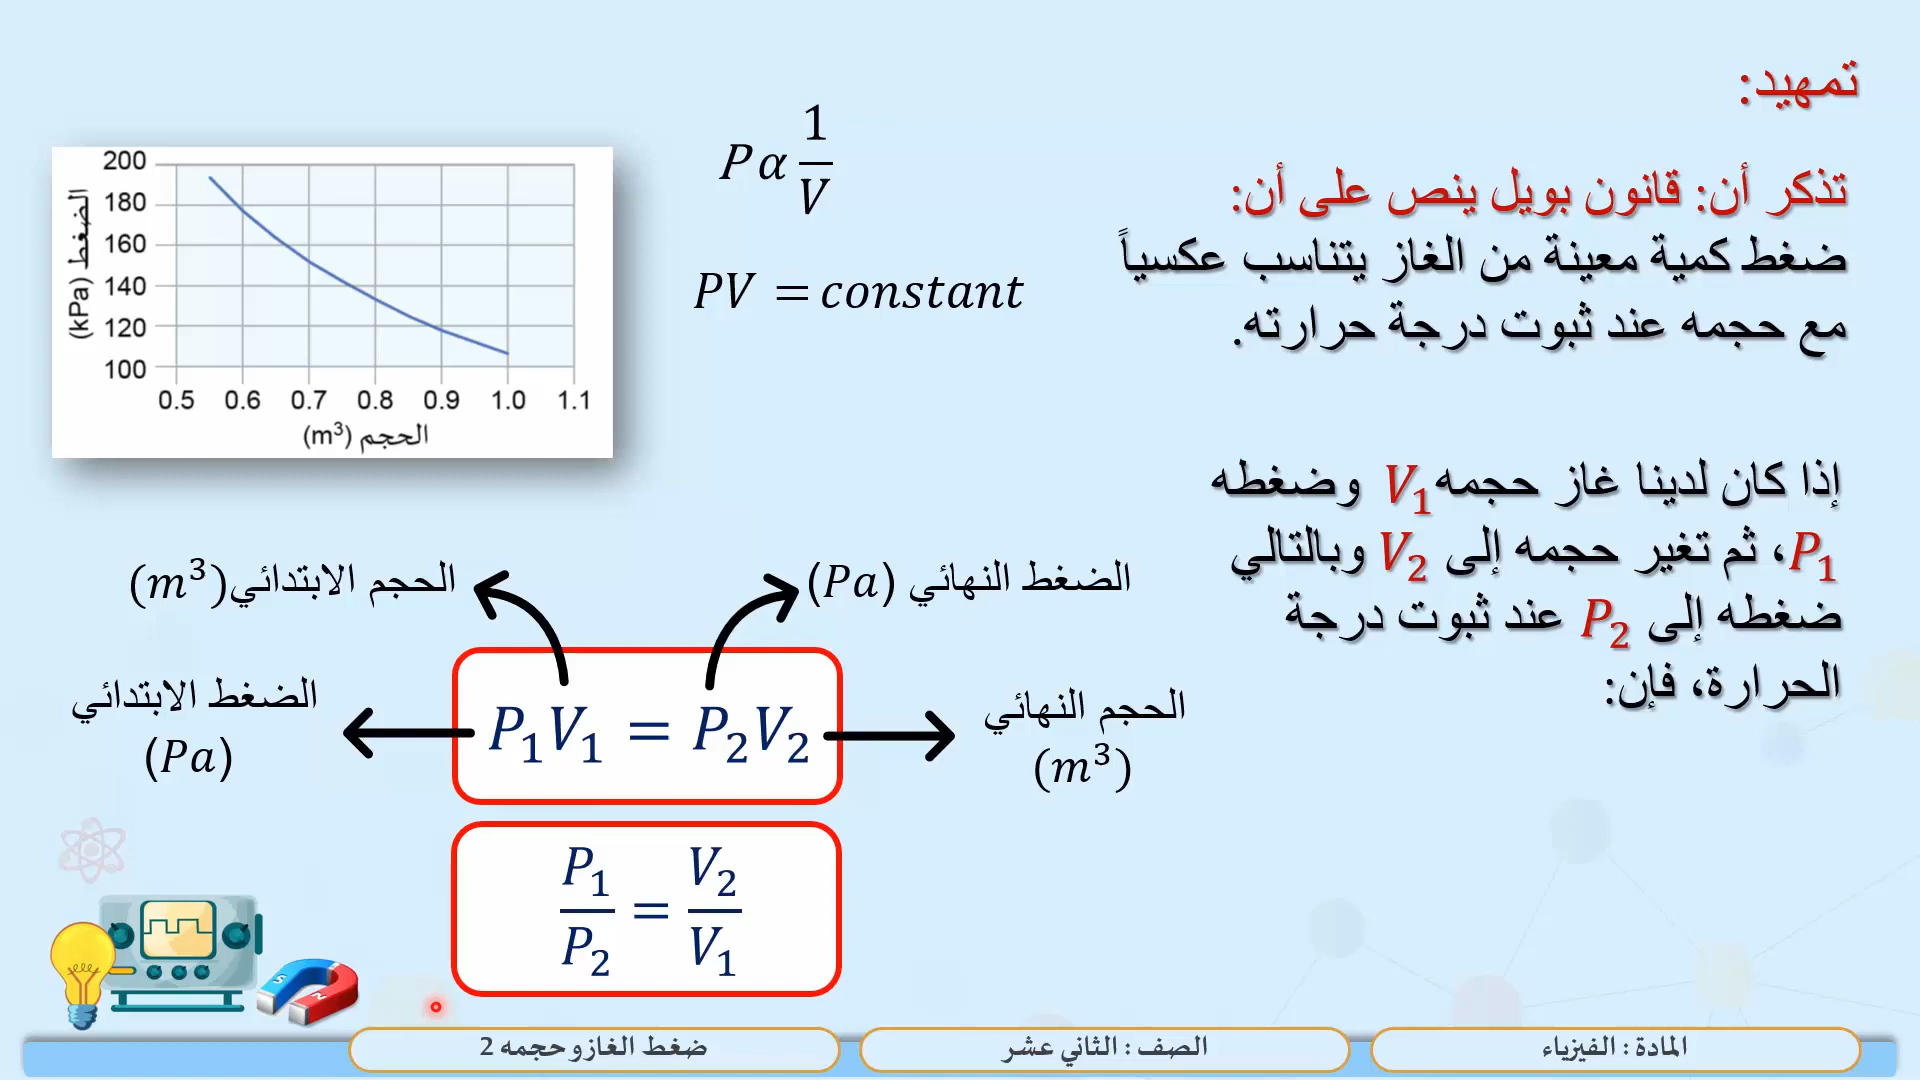 تمهيد:
تذكر أن: قانون بويل ينص على أن:
ضغط كمية معينة من الغاز يتناسب عكسياً
مع حجمه عند ثبوت درجة حرارته.
P α 1/V
PV = constant
الضغط (kPa)
200
180
160
140
120
100
0.5 0.6 0.7 0.8 0.9 1.0 1.1
الحجم (m³)
إذا كان لدينا غاز حجمه V₁ وضغطه
P₁، ثم تغير حجمه إلى V₂ وبالتالي
ضغطه إلى P₂ عند ثبوت درجة
الحرارة، فإن:
الضغط النهائي (Pa)
الحجم الابتدائي (m³)
الحجم النهائي
(m³)
الضغط الابتدائي
(Pa)
P₁V₁ = P₂V₂
P₁/P₂ = V₂/V₁
S
N
المادة : الفيزياء
الصف : الثاني عشر
ضغط الغاز وحجمه 2